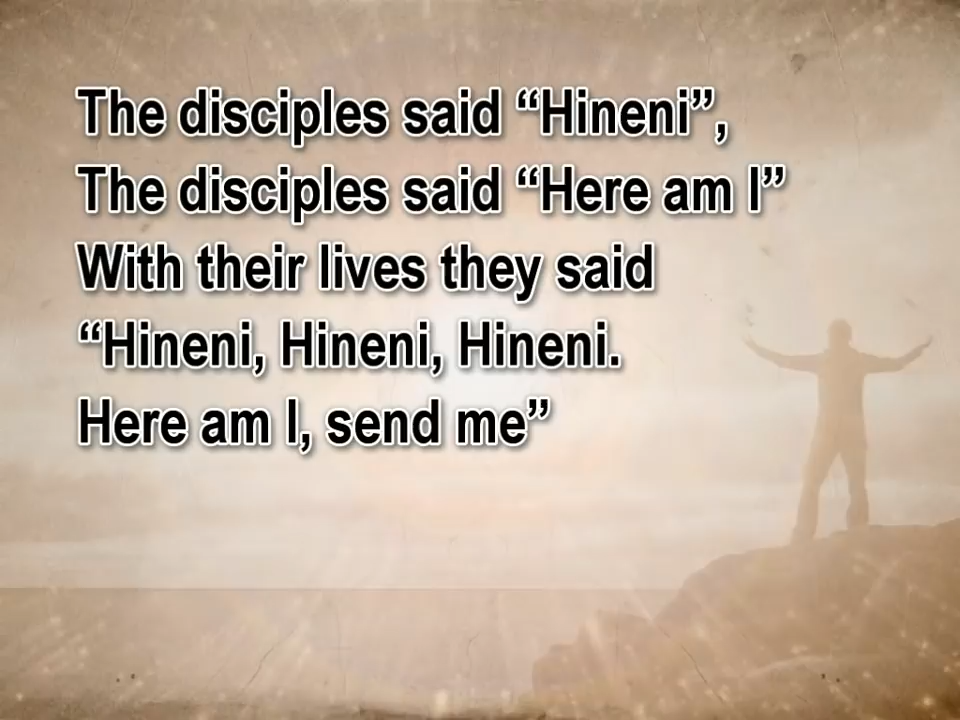 The disciples said “Hineni”,
The disciples said “Here am I”
With their lives they said
“Hineni, Hineni, Hineni.
Here am I, send me”